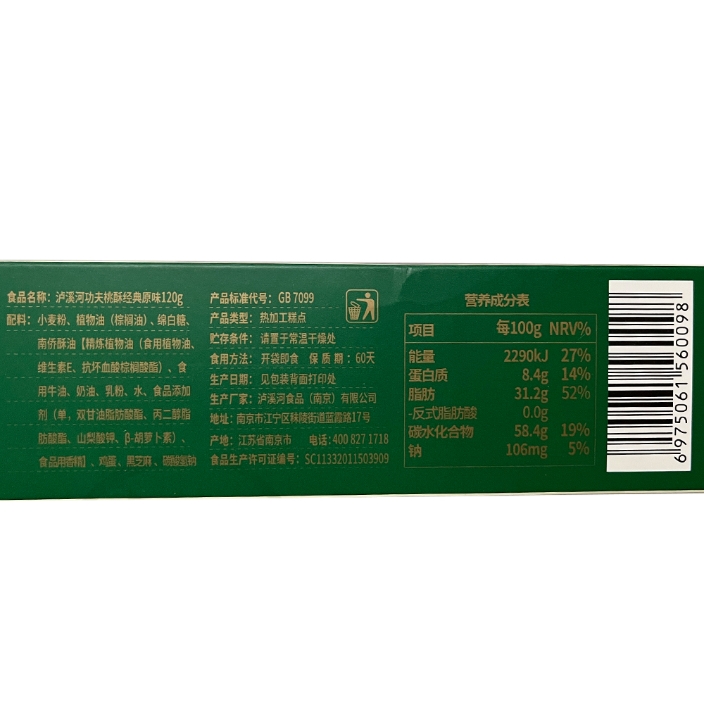 食品名称：泸溪河功夫桃酥经典原味120g
配料：小麦粉、植物油（棕榈油）、绵白糖、
南侨酥油【精炼植物油（食用植物油、
维生素E、抗坏血酸棕榈酸酯）、食
用牛油、奶油、乳粉、水、食品添加
剂（单，双甘油脂肪酸酯、丙二醇脂
肪酸酯、山梨酸钾、β-胡萝卜素）、
食品用香精】、鸡蛋、黑芝麻、碳酸氢钠
产品标准代号：GB 7099
产品类型：热加工糕点
贮存条件：请置于常温干燥处
食用方法：开袋即食 保质期：60天
生产日期：见包装背面打印处
生产厂家：泸溪河食品（南京）有限公司
地址：南京市江宁区秣陵街道蓝霞路17号
产地：江苏省南京市 电话:400 827 1718
食品生产许可证编号：SC11332011503909
营养成分表
项目 每100g NRV%
能量 2290kJ 27%
蛋白质 8.4g 14%
脂肪 31.2g 52%
-反式脂肪酸 0.0g
碳水化合物 58.4g 19%
钠 106mg 5%
6 975061 560098